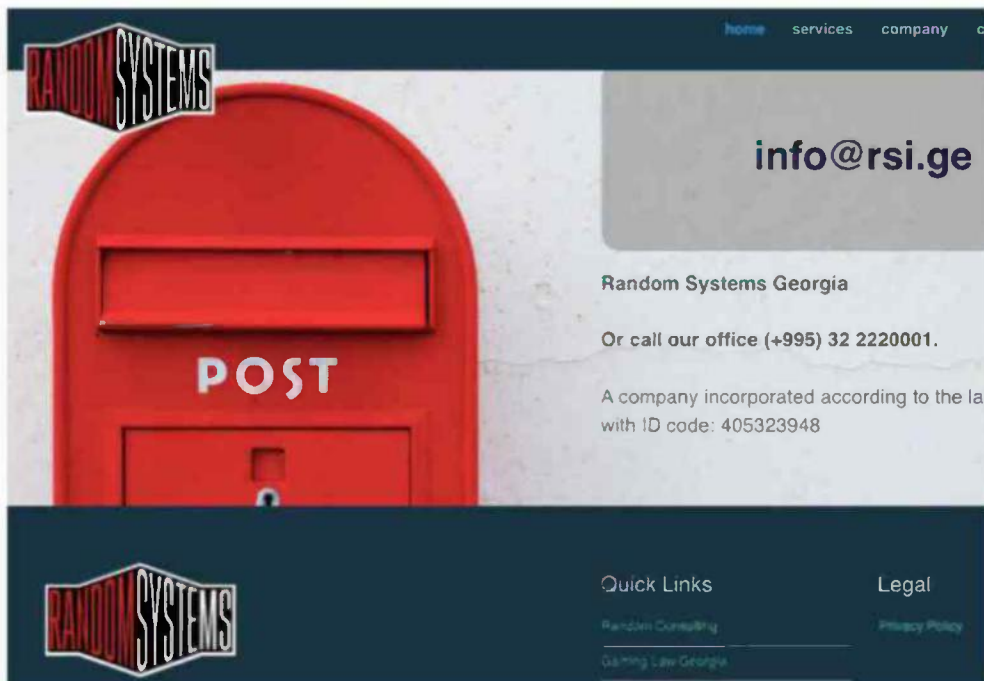 home services company c
RANDOM SYSTEMS
info@rsi.ge
Random Systems Georgia
Or call our office (+995) 32 2220001.
POST
A company incorporated according to the la
with ID code: 405323948
RANDOM SYSTEMS
Quick Links Legal
Random Consulting Privacy Policy
Gaming Law Georgia